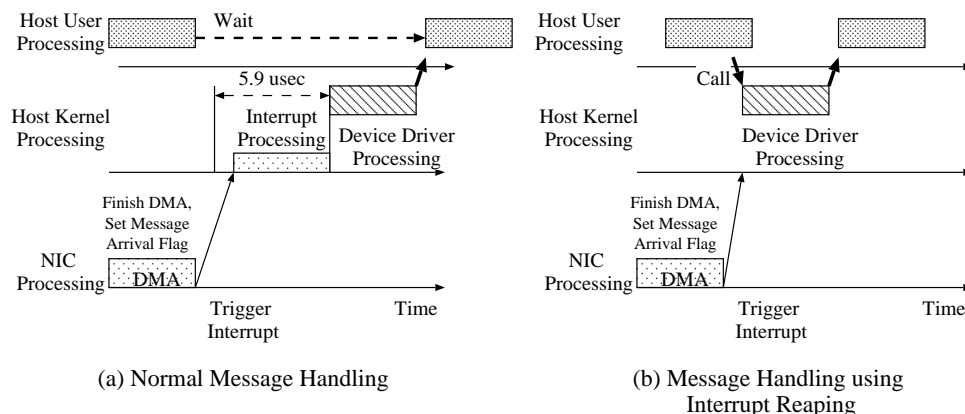 Host User
Processing
Wait
5.9 usec
Host Kernel
Processing
Interrupt
Processing
Device Driver
Processing
Finish DMA,
Set Message
Arrival Flag
NIC
Processing
DMA
Trigger
Interrupt
Time
(a) Normal Message Handling
Host User
Processing
Call
Host Kernel
Processing
Device Driver
Processing
Finish DMA,
Set Message
Arrival Flag
NIC
Processing
DMA
Trigger
Interrupt
Time
(b) Message Handling using
Interrupt Reaping